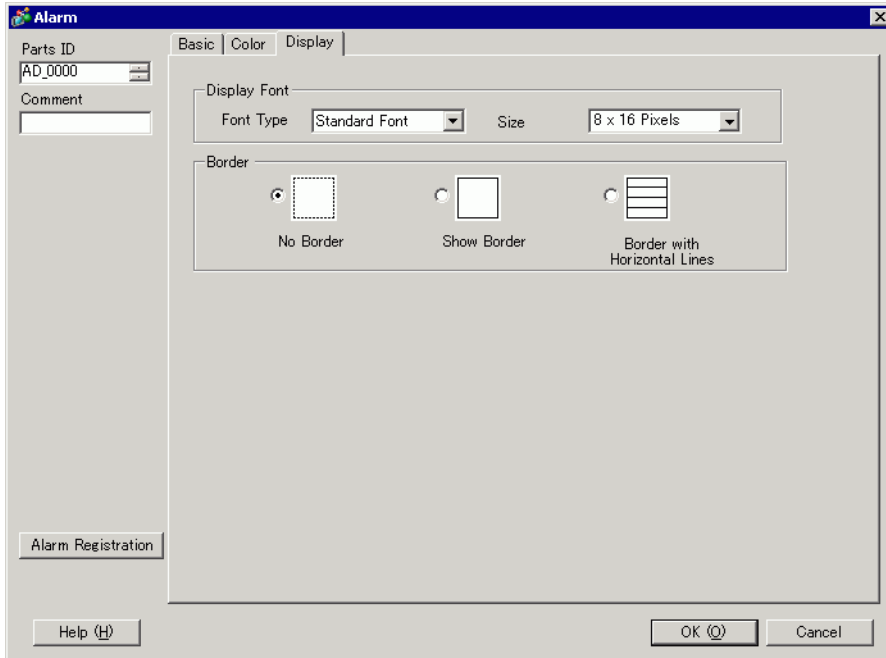 Alarm
Parts ID
AD_0000
Comment
Basic Color Display
Display Font
Font Type Standard Font Size 8 x 16 Pixels
Border
No Border Show Border Border with
Horizontal Lines
Alarm Registration
Help (H) OK (O) Cancel